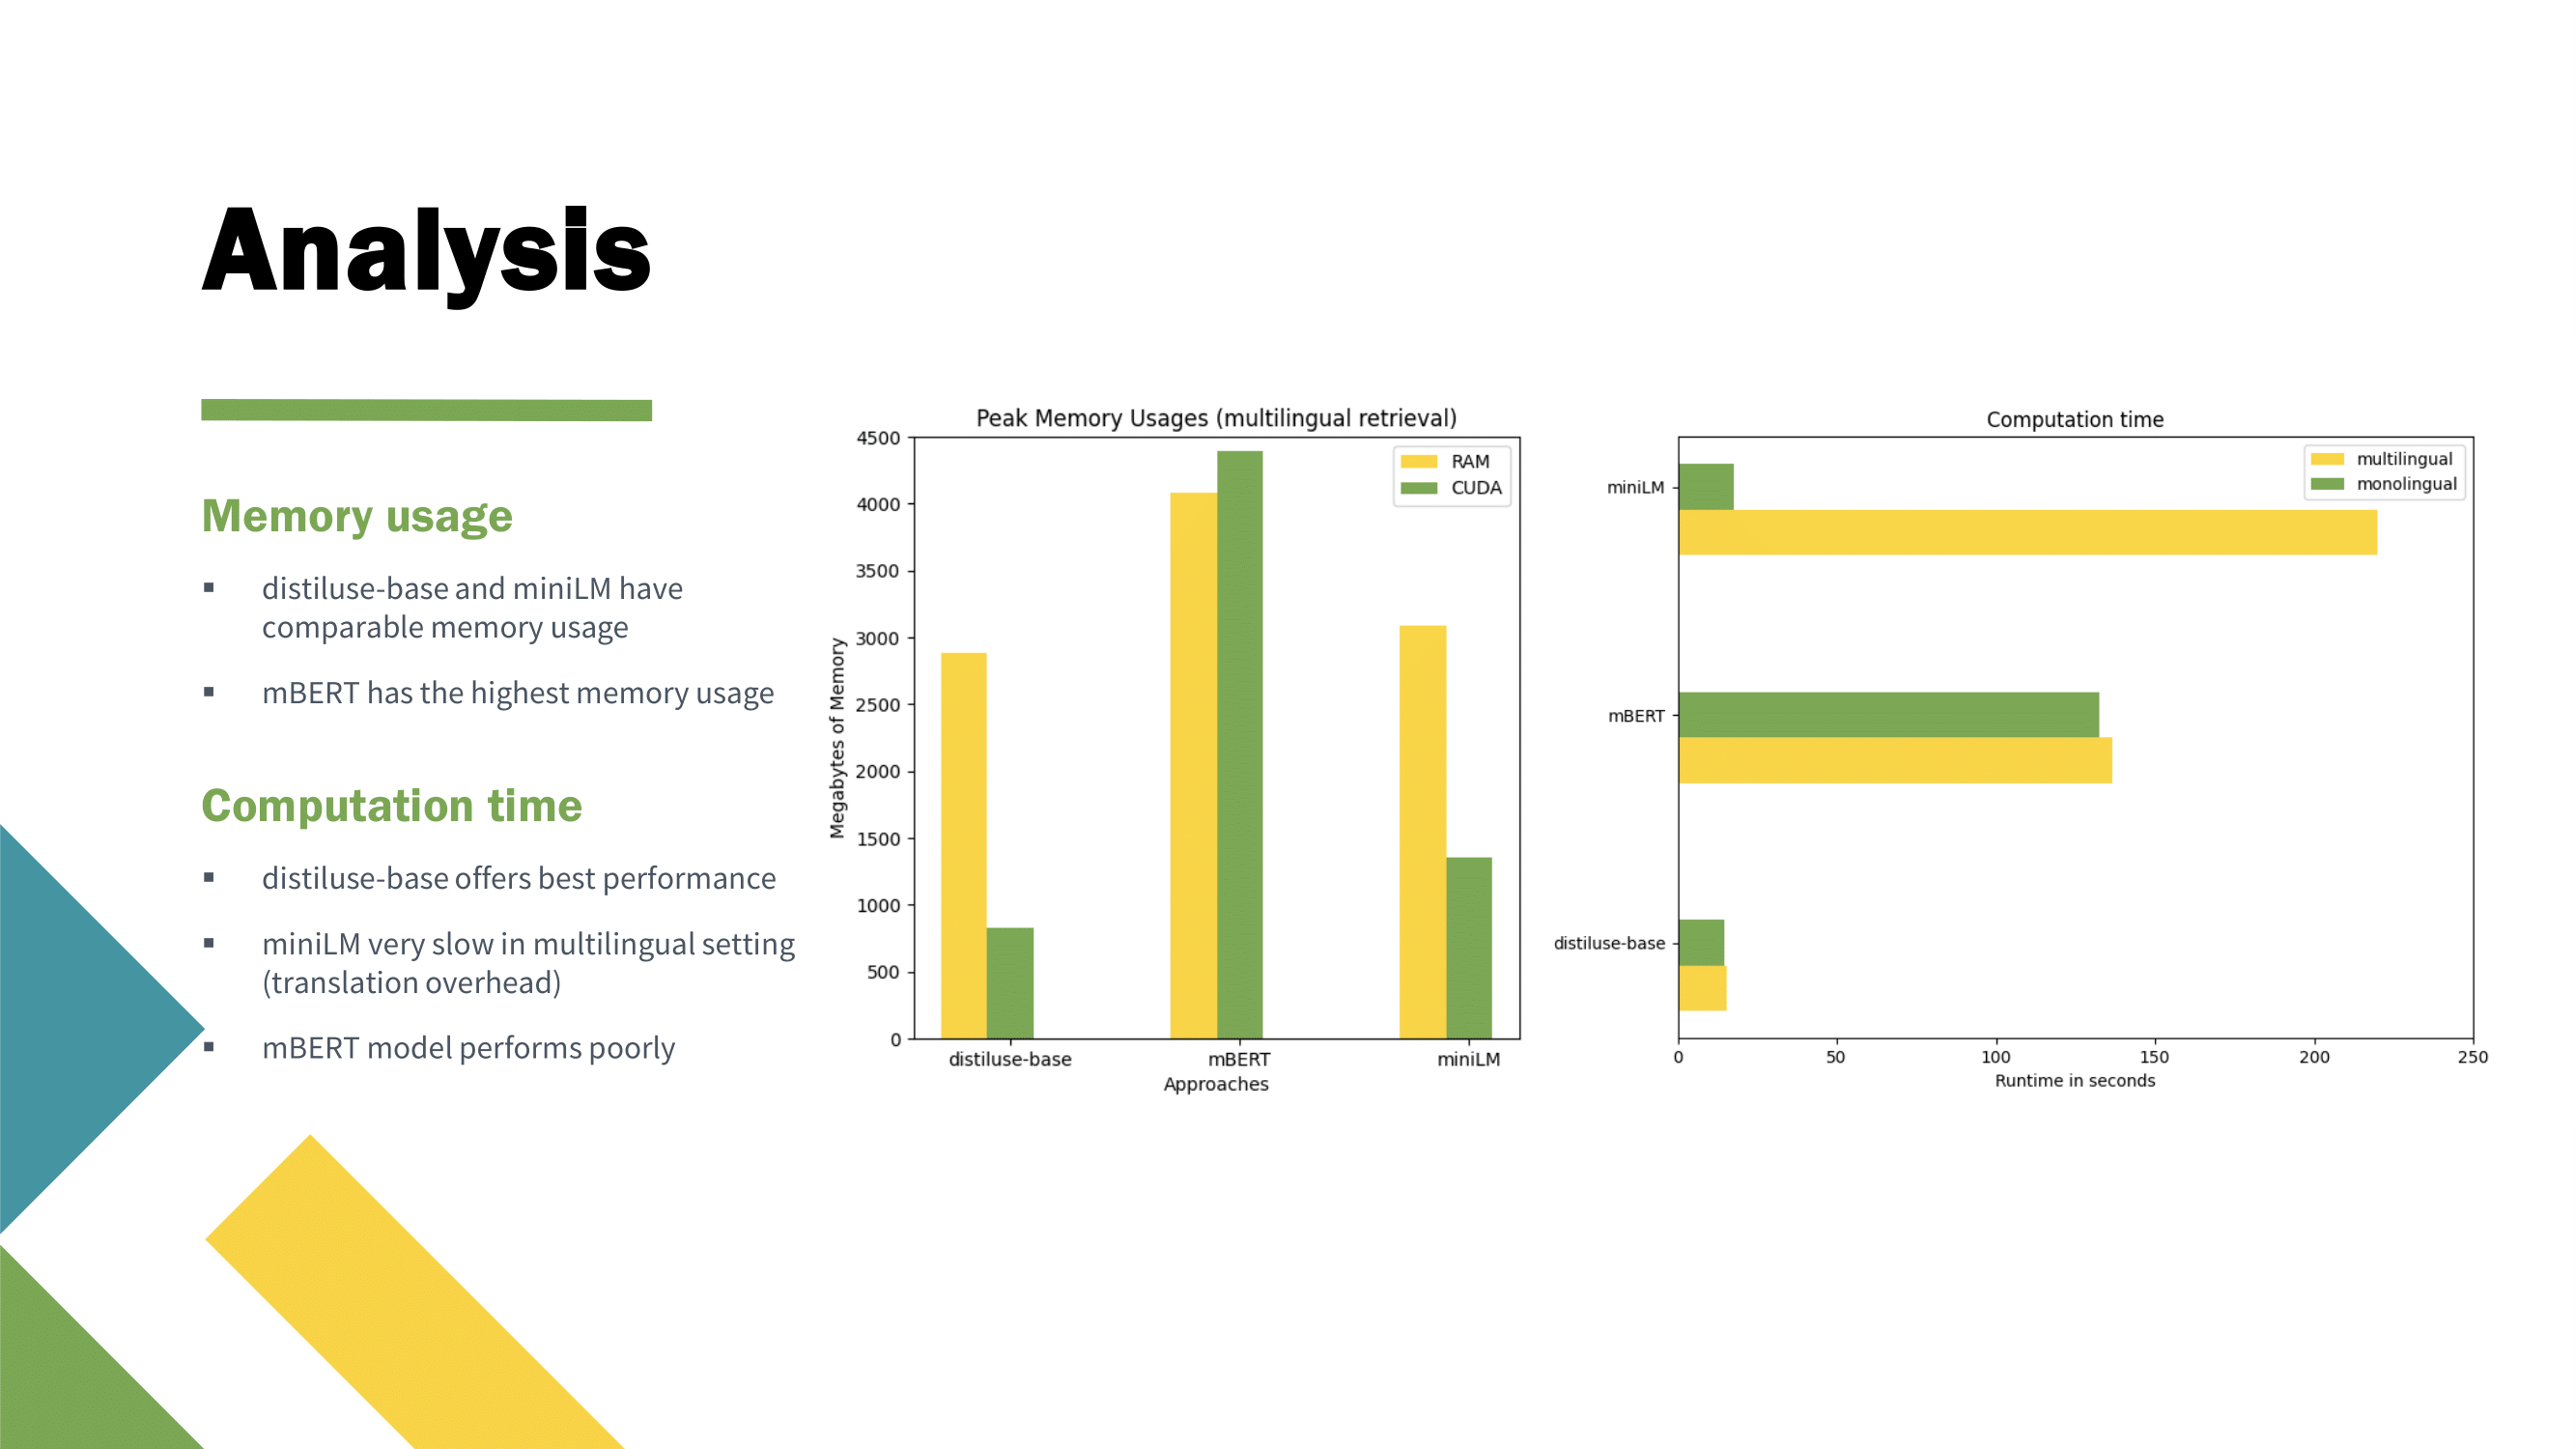 Analysis
Memory usage
▪ distiluse-base and miniLM have
comparable memory usage
▪ mBERT has the highest memory usage
Computation time
▪ distiluse-base offers best performance
▪ miniLM very slow in multilingual setting
(translation overhead)
▪ mBERT model performs poorly
Peak Memory Usages (multilingual retrieval)
RAM
CUDA
Megabytes of Memory
4500
4000
3500
3000
2500
2000
1500
1000
500
0
distiluse-base mBERT miniLM
Approaches
Computation time
multilingual
monolingual
miniLM
mBERT
distiluse-base
0 50 100 150 200 250
Runtime in seconds